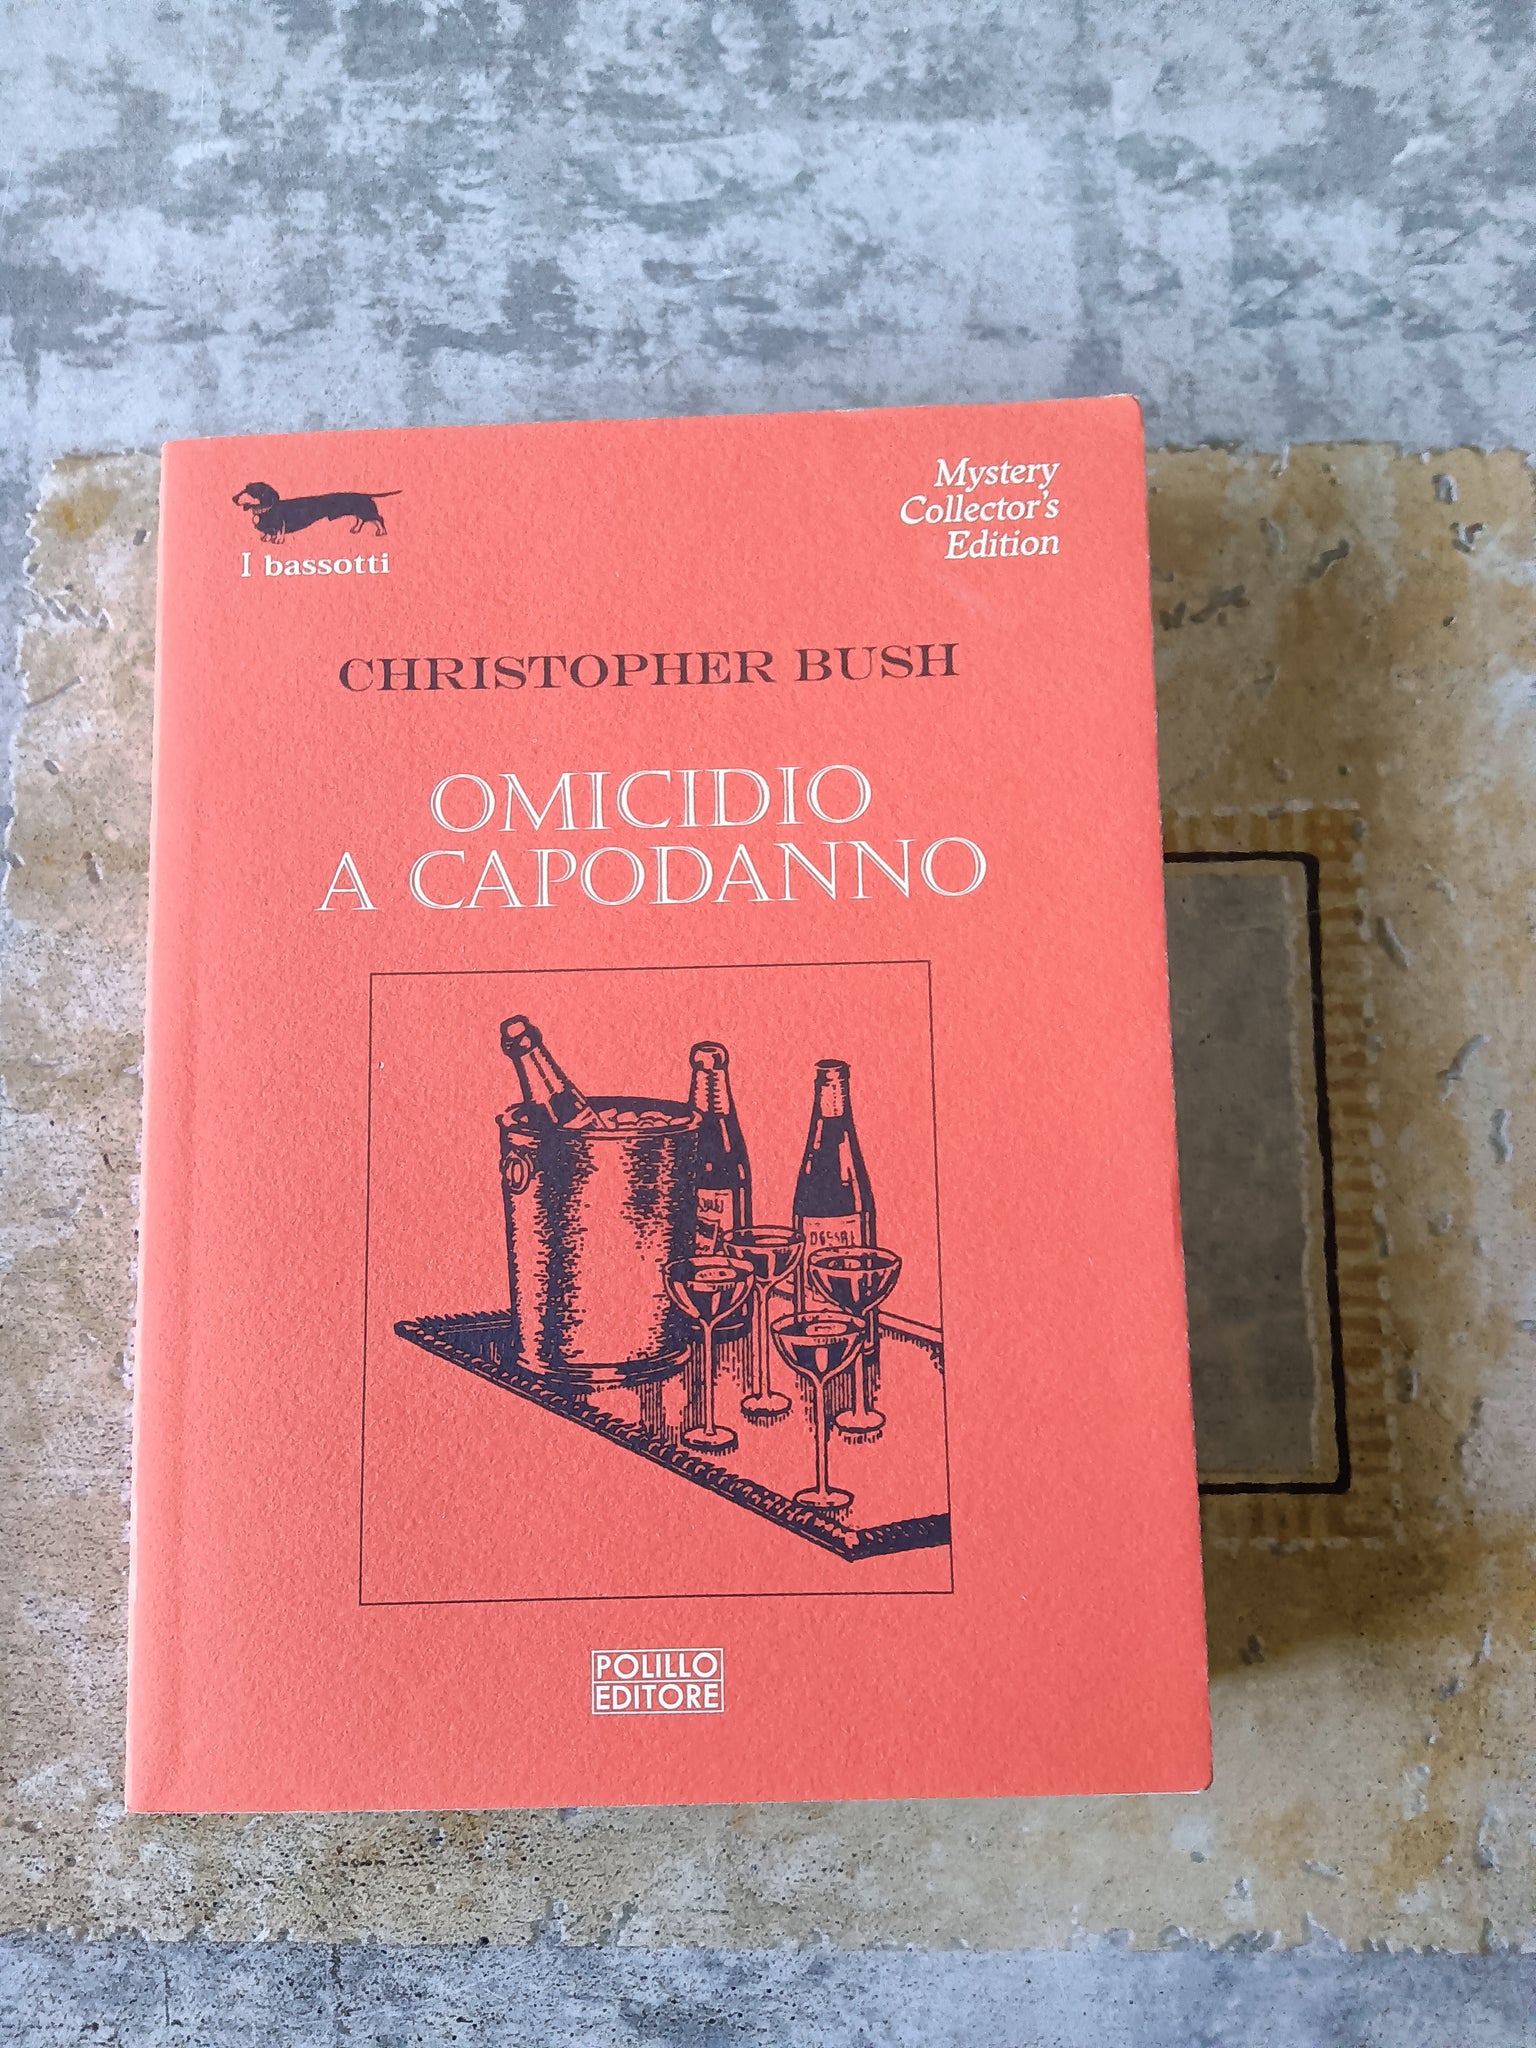 I bassotti
Mystery
Collector's
Edition
CHRISTOPHER BUSH
OMICIDIO
A CAPODANNO
POLILLO
EDITORE